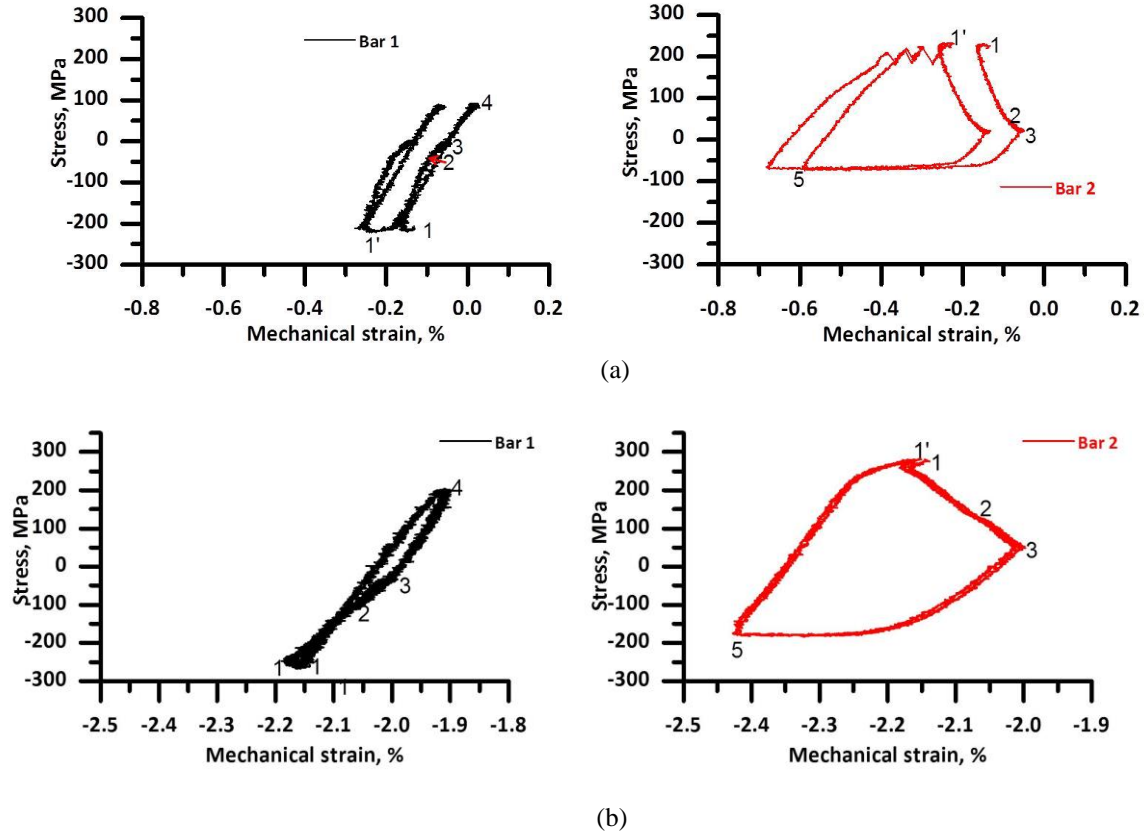 300
200
100
0
-100
-200
-300
Stress, MPa
Bar 1
4
3
2
1
1'
-0.8 -0.6 -0.4 -0.2 0.0 0.2
Mechanical strain, %
300
200
100
0
-100
-200
-300
Stress, MPa
1' 1
2
3
5
Bar 2
-0.8 -0.6 -0.4 -0.2 0.0 0.2
Mechanical strain, %
(a)
300
200
100
0
-100
-200
-300
Stress, MPa
Bar 1
4
3
2
1 1
-2.5 -2.4 -2.3 -2.2 -2.1 -2.0 -1.9 -1.8
Mechanical strain, %
300
200
100
0
-100
-200
-300
Stress, MPa
Bar 2
1'
1
2
3
5
-2.5 -2.4 -2.3 -2.2 -2.1 -2.0 -1.9
Mechanical strain, %
(b)